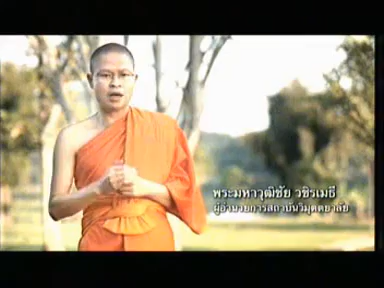 พระมหาวุฒิชัย วชิรเมธี
ผู้อำนวยการสถาบันวิมุตตยาลัย